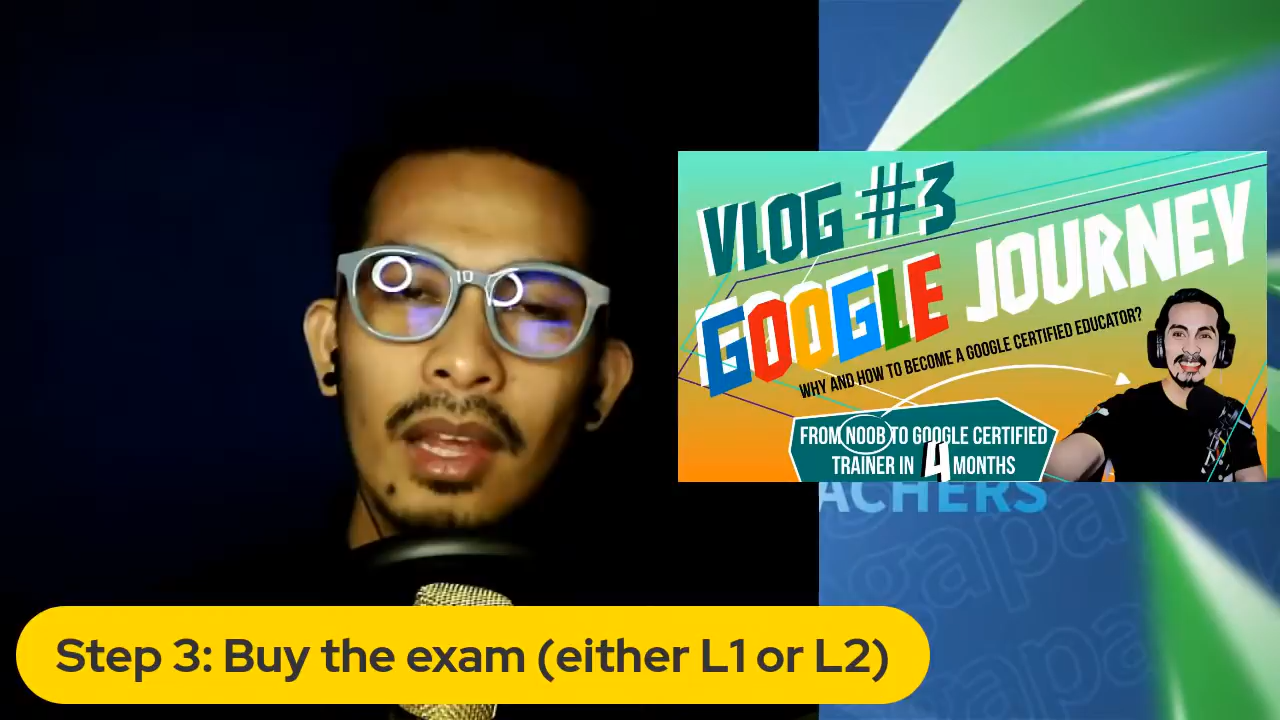 VLOG #3
GOOGLE JOURNEY
WHY AND HOW TO BECOME A GOOGLE CERTIFIED EDUCATOR?
FROM NOOB TO GOOGLE CERTIFIED
TRAINER IN 4 MONTHS
ACHERS
Step 3: Buy the exam (either L1 or L2)